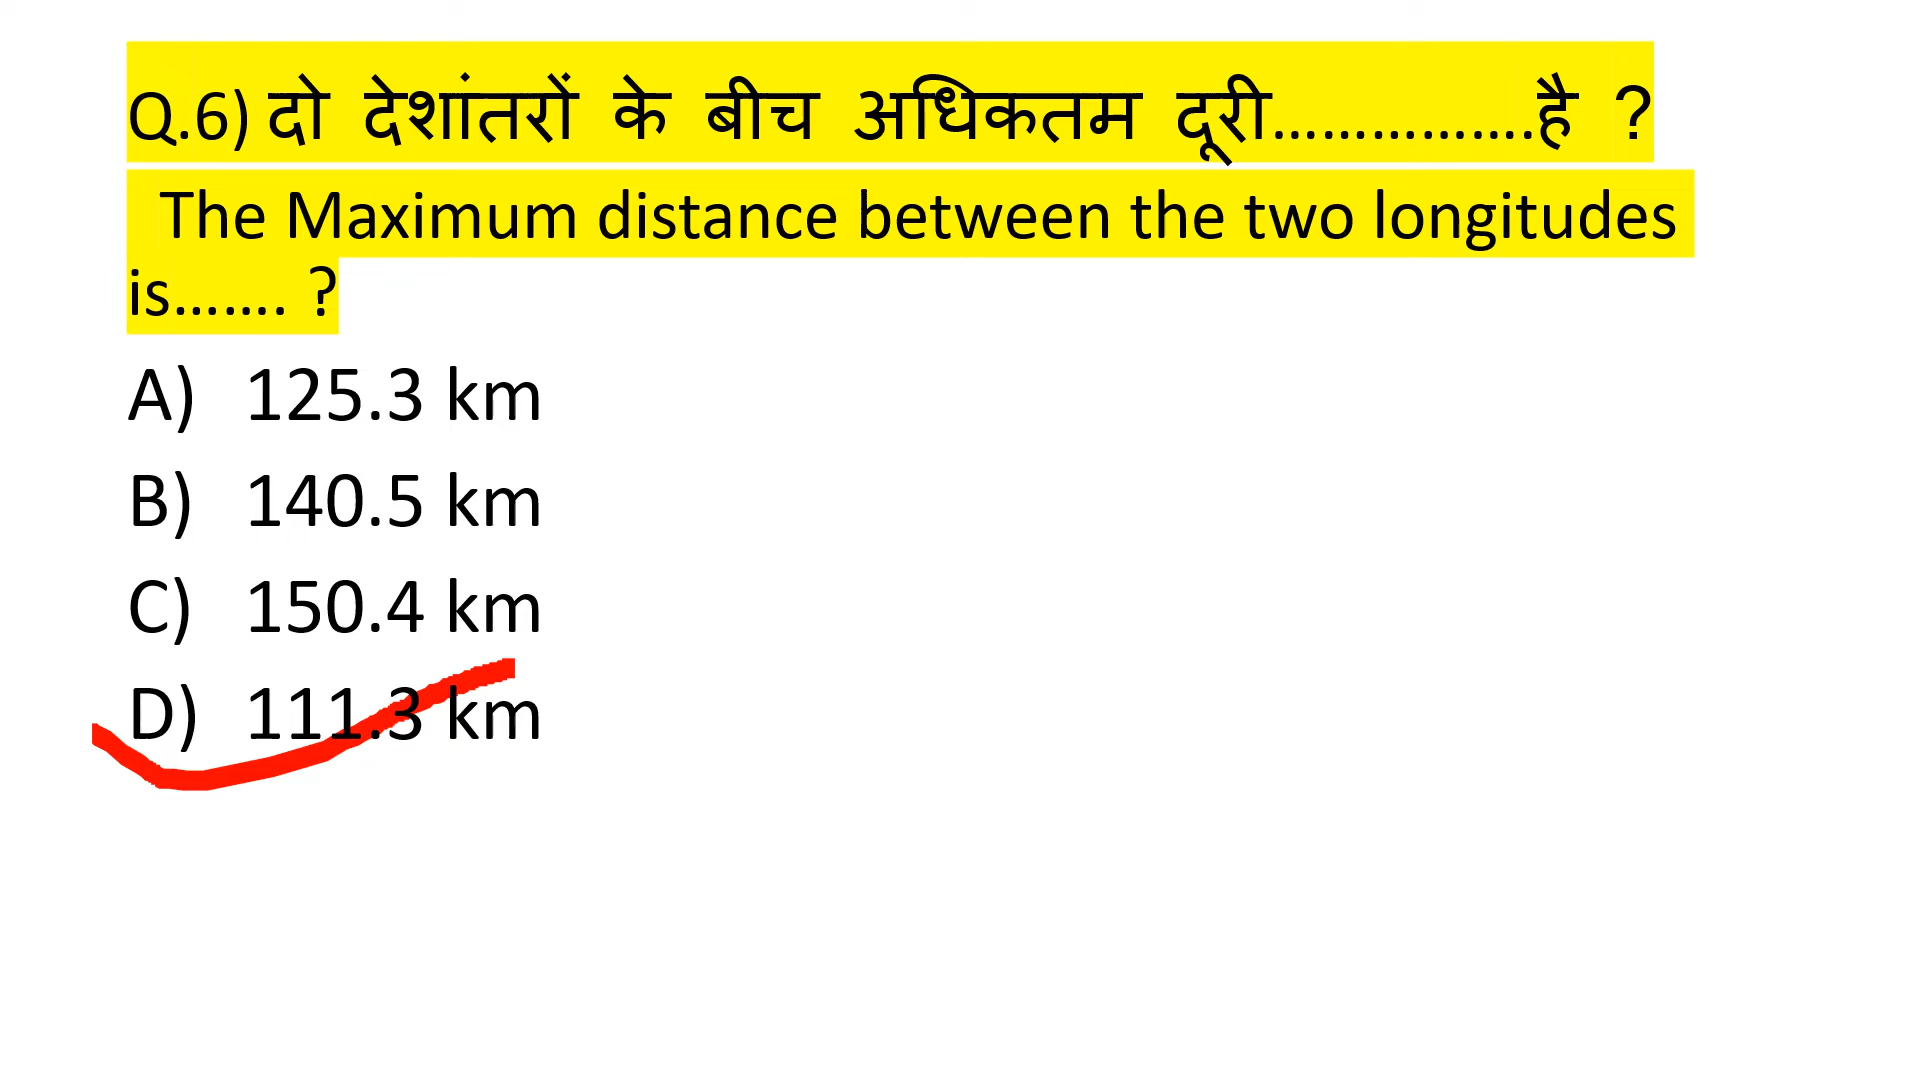 Q.6) दो देशांतरों के बीच अधिकतम दूरी................है ?
The Maximum distance between the two longitudes
is....... ?
A) 125.3 km
B) 140.5 km
C) 150.4 km
D) 111.3 km